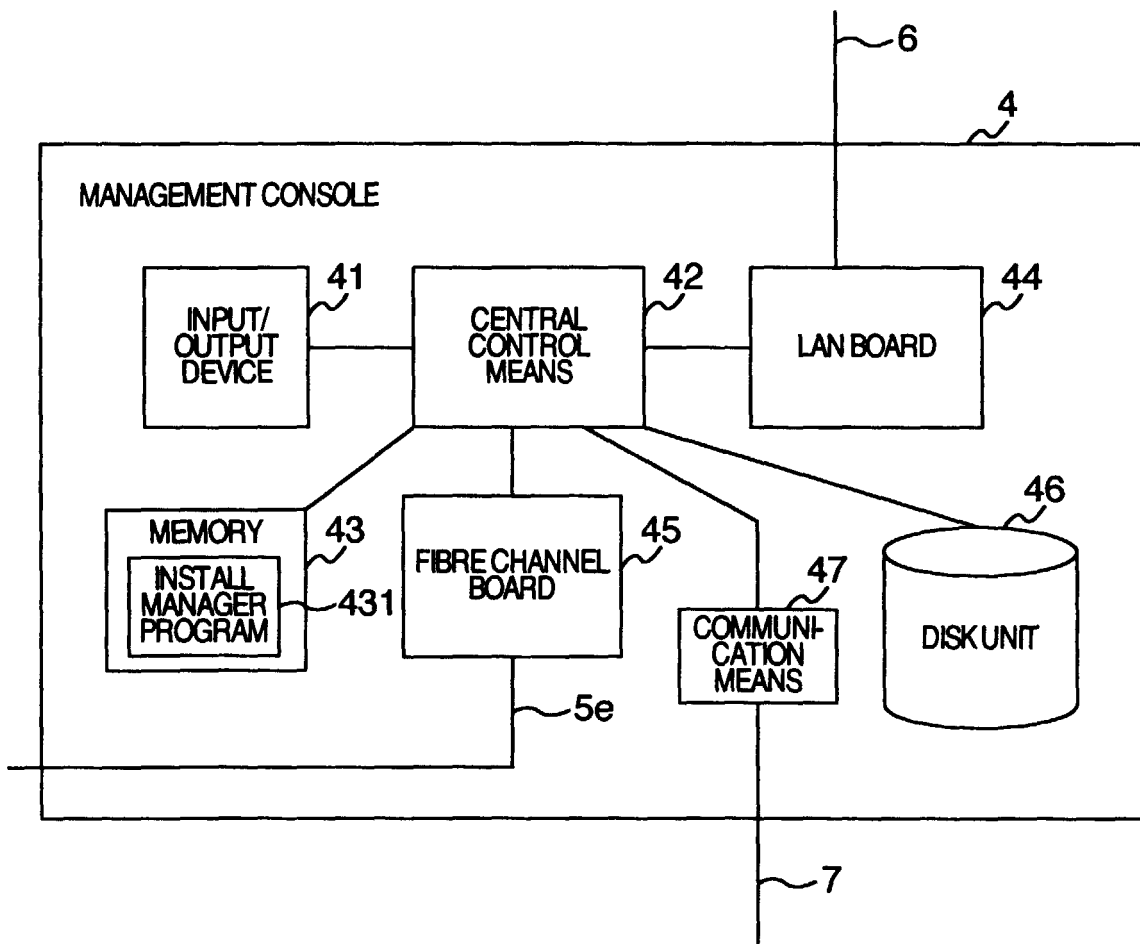 6
4
MANAGEMENT CONSOLE
41
42
44
INPUT/
OUTPUT
DEVICE
CENTRAL
CONTROL
MEANS
LAN BOARD
MEMORY
43
INSTALL
MANAGER
PROGRAM
431
FIBRE CHANNEL
BOARD
45
47
COMMUNI-
CATION
MEANS
46
DISK UNIT
5e
7